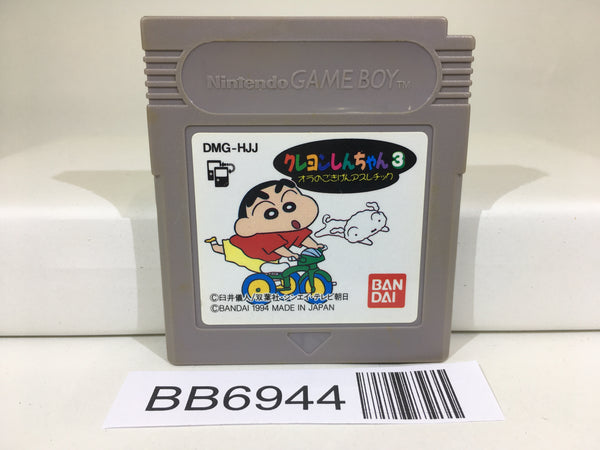 Nintendo GAME BOY TM
DMG-HJJ
クレヨンしんちゃん3
オラのごきげんアスレチック
BAN
DAI
©臼井儀人/双葉社・シンエイ・テレビ朝日
©BANDAI 1994 MADE IN JAPAN
BB6944